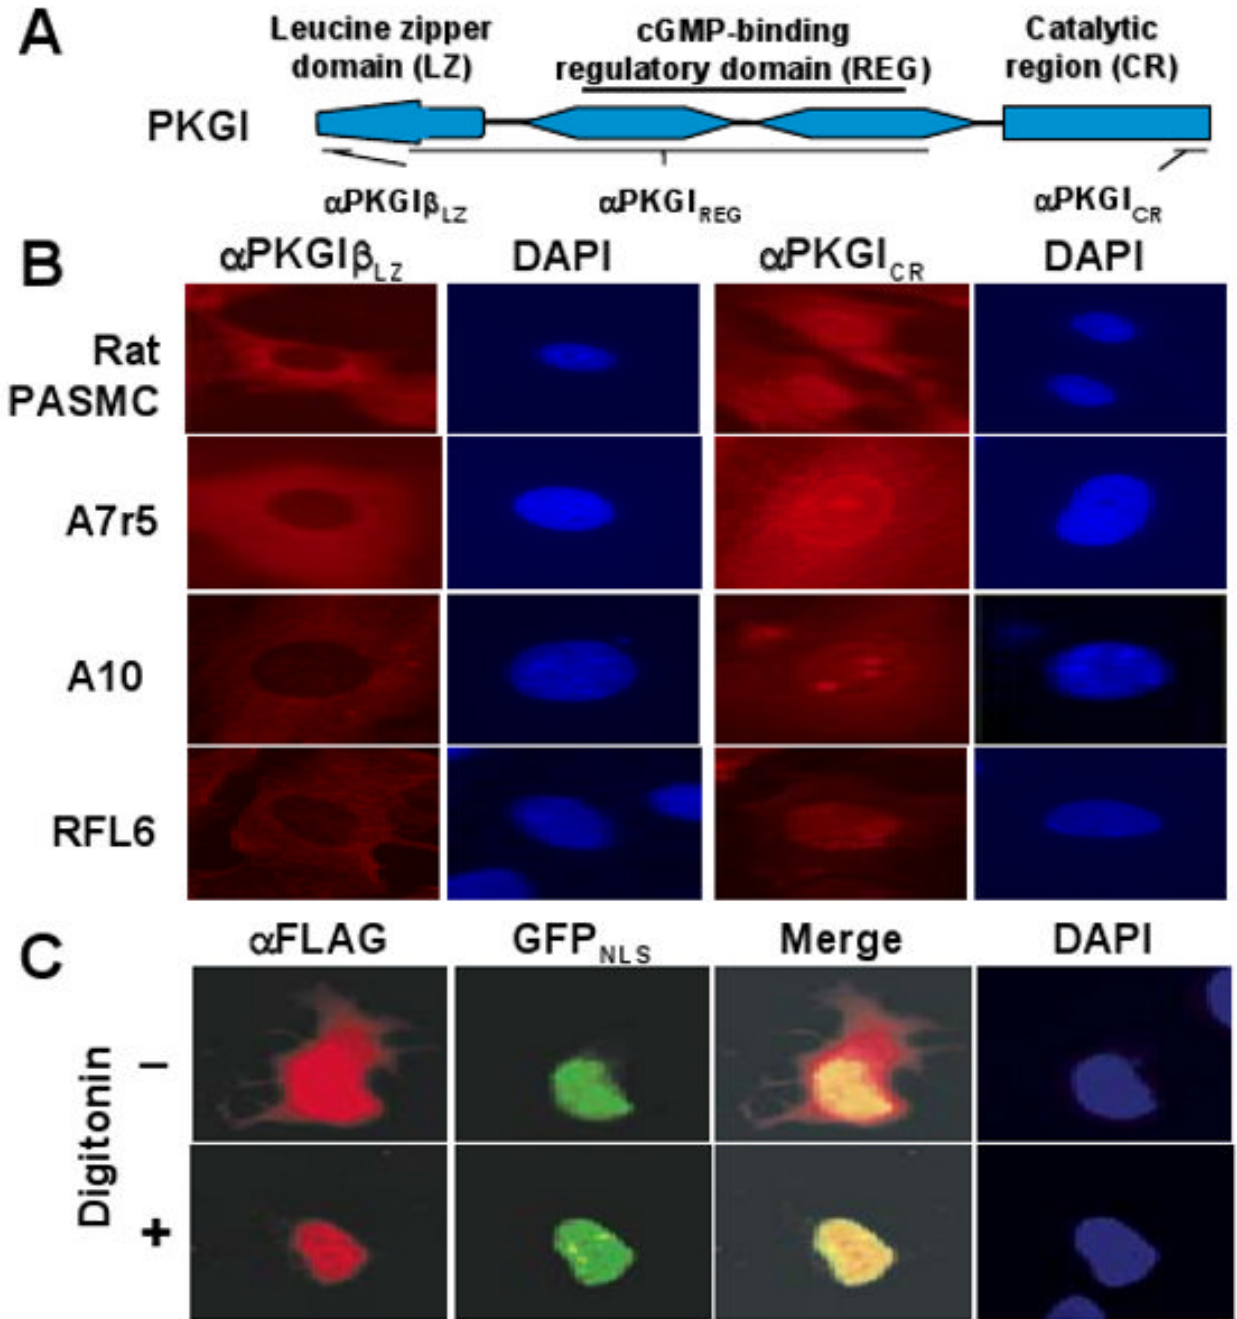 A
Leucine zipper
domain (LZ)
cGMP-binding
regulatory domain (REG)
Catalytic
region (CR)
PKGI
αPKGIβLZ
αPKGIREG
αPKGICR
B
αPKGIβLZ
DAPI
αPKGICR
DAPI
Rat
PASMC
A7r5
A10
RFL6
C
αFLAG
GFPNLS
Merge
DAPI
Digitonin
–
+